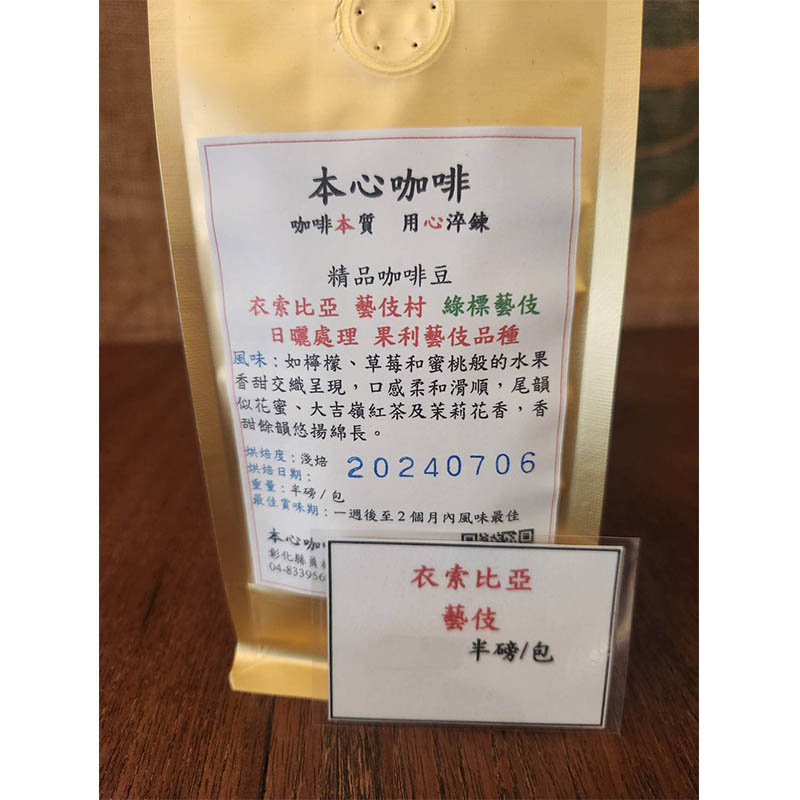 本心咖啡
咖啡本質 用心淬鍊
精品咖啡豆
衣索比亞 藝伎村 綠標藝伎
日曬處理 果利藝伎品種
風味：如檸檬、草莓和蜜桃般的水果
香甜交織呈現，口感柔和滑順，尾韻
似花蜜、大吉嶺紅茶及茉莉花香，香
甜餘韻悠揚綿長。
烘焙度：淺焙
烘焙日期： 20240706
重量：半磅/包
最佳賞味期：一週後至2個月內風味最佳
本心咖
彰化縣員
04-833956
衣索比亞
藝伎
半磅/包